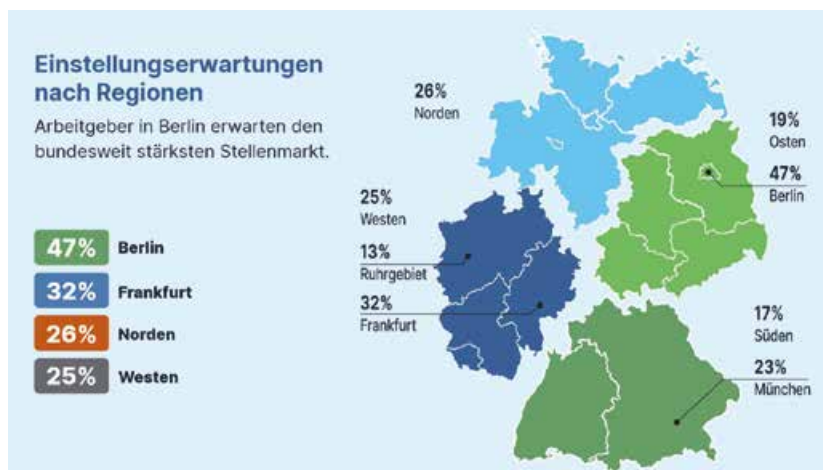 Einstellungserwartungen
nach Regionen
Arbeitgeber in Berlin erwarten den
bundesweit stärksten Stellenmarkt.
47% Berlin
32% Frankfurt
26% Norden
25% Westen
26%
Norden
19%
Osten
47%
Berlin
25%
Westen
13%
Ruhrgebiet
32%
Frankfurt
17%
Süden
23%
München